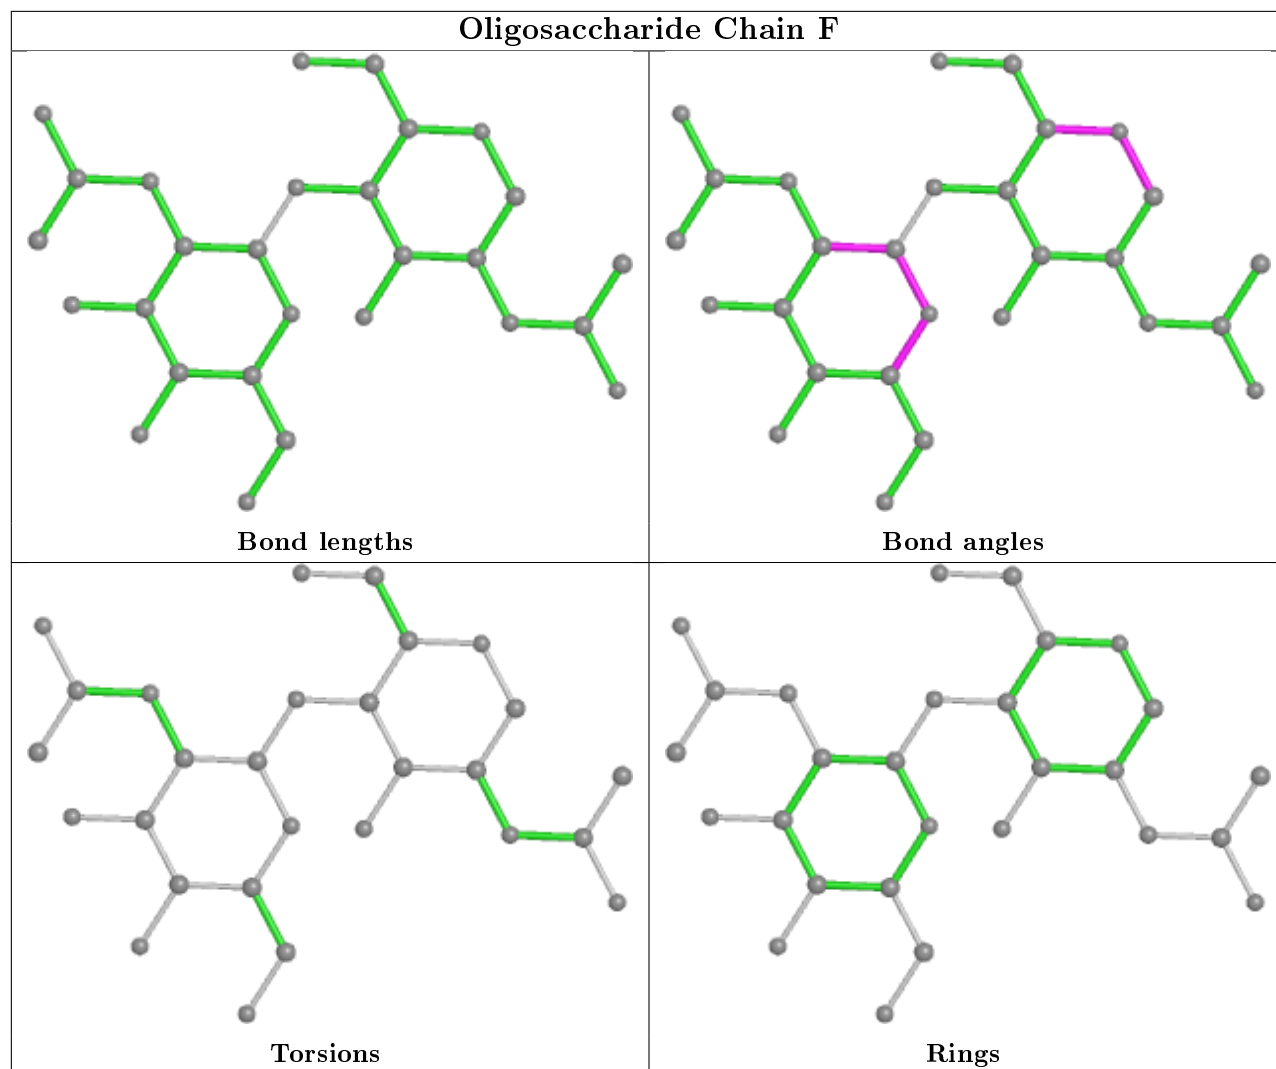 Oligosaccharide Chain F
Bond lengths
Bond angles
Torsions
Rings